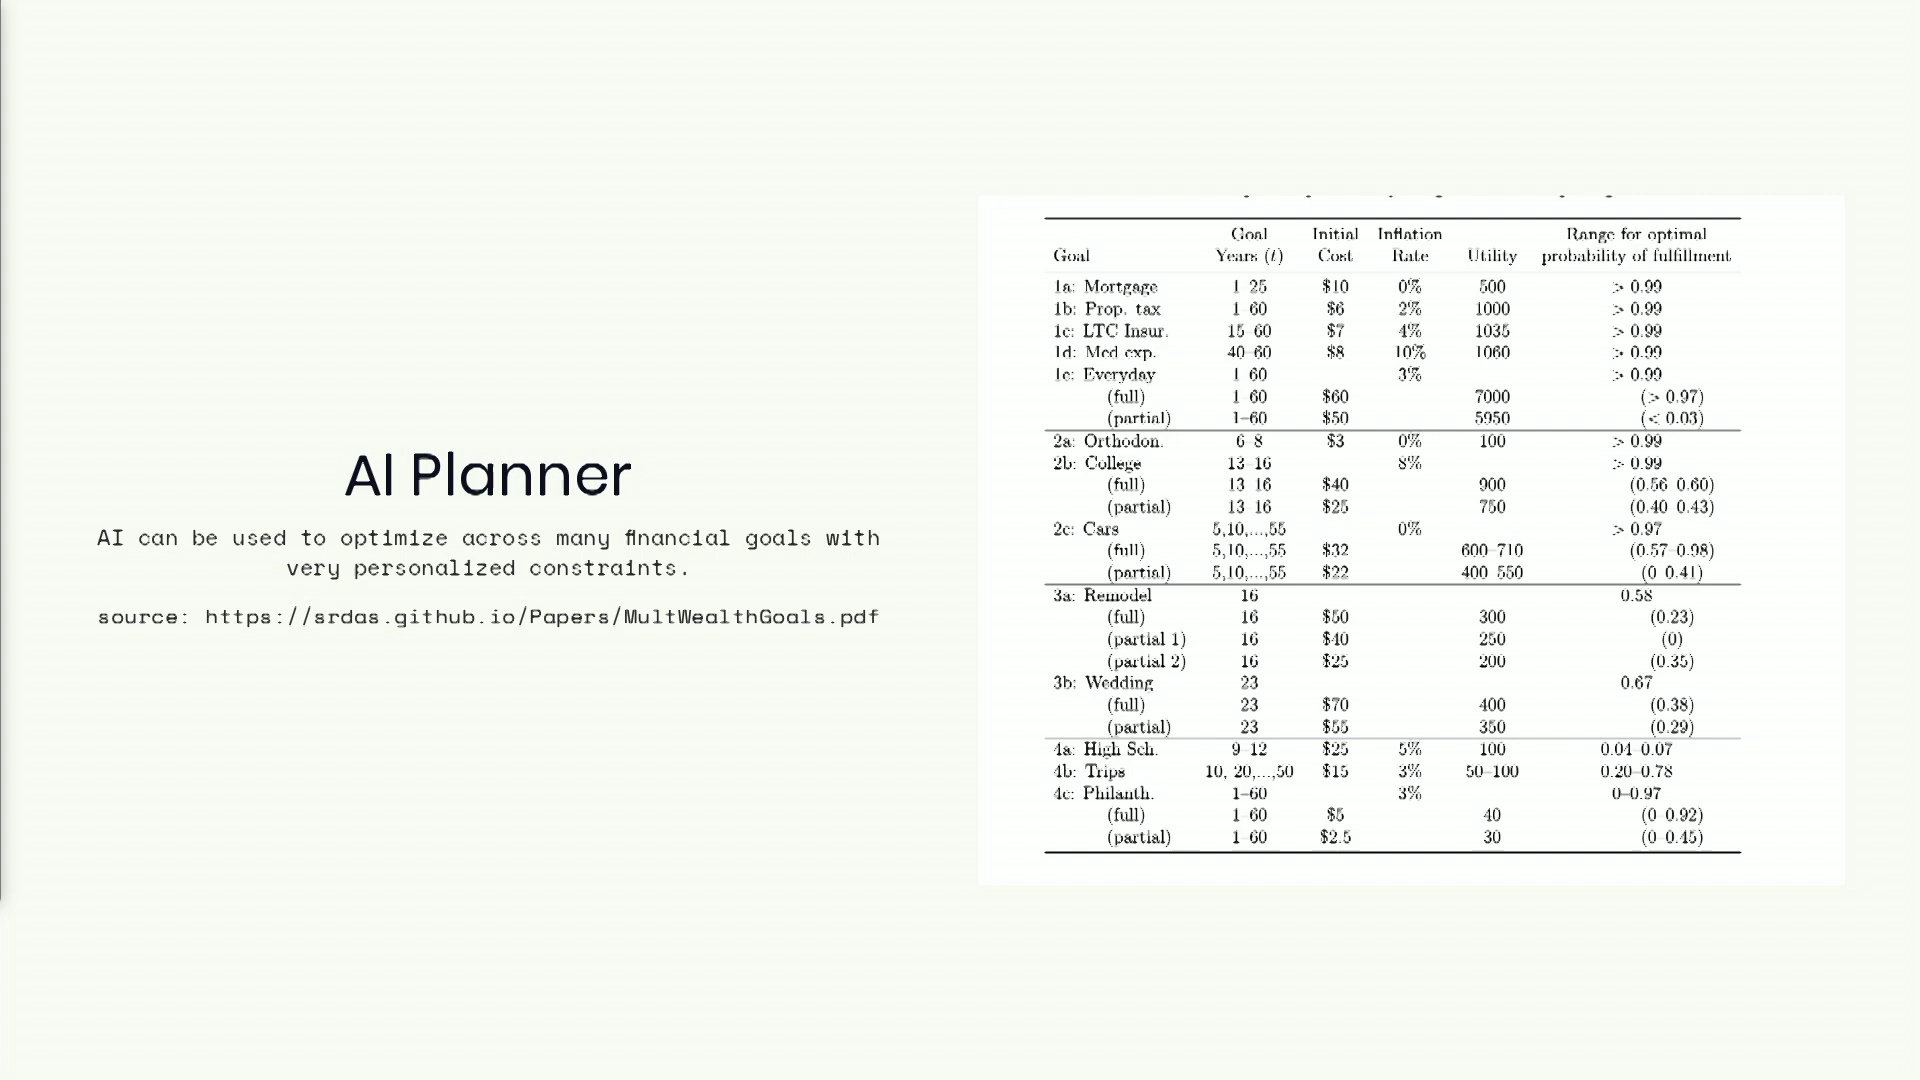 AI Planner
AI can be used to optimize across many financial goals with
very personalized constraints.
source: https://srdas.github.io/Papers/MultWealthGoals.pdf
Goal Initial Inflation Range for optimal
Goal Years (t) Cost Rate Utility probability of fulfillment
1a: Mortgage 1–25 $10 0% 500 > 0.99
1b: Prop. tax 1–60 $6 2% 1000 > 0.99
1c: LTC Insur. 15–60 $7 4% 1035 > 0.99
1d: Med exp. 40–60 $8 10% 1060 > 0.99
1e: Everyday 1–60 3% > 0.99
(full) 1–60 $60 7000 (> 0.97)
(partial) 1–60 $50 5950 (< 0.03)
2a: Orthodon. 6–8 $3 0% 100 > 0.99
2b: College 13–16 8% > 0.99
(full) 13–16 $40 900 (0.56–0.60)
(partial) 13–16 $25 750 (0.40–0.43)
2c: Cars 5,10,...,55 0% > 0.97
(full) 5,10,...,55 $32 600–710 (0.57–0.98)
(partial) 5,10,...,55 $22 400–550 (0–0.41)
3a: Remodel 16 0.58
(full) 16 $50 300 (0.23)
(partial 1) 16 $40 250 (0)
(partial 2) 16 $25 200 (0.35)
3b: Wedding 23 0.67
(full) 23 $70 400 (0.38)
(partial) 23 $55 350 (0.29)
4a: High Sch. 9–12 $25 5% 100 0.04–0.07
4b: Trips 10, 20,...,50 $15 3% 50–100 0.20–0.78
4c: Philanth. 1–60 3% 0–0.97
(full) 1–60 $5 40 (0–0.92)
(partial) 1–60 $2.5 30 (0–0.45)